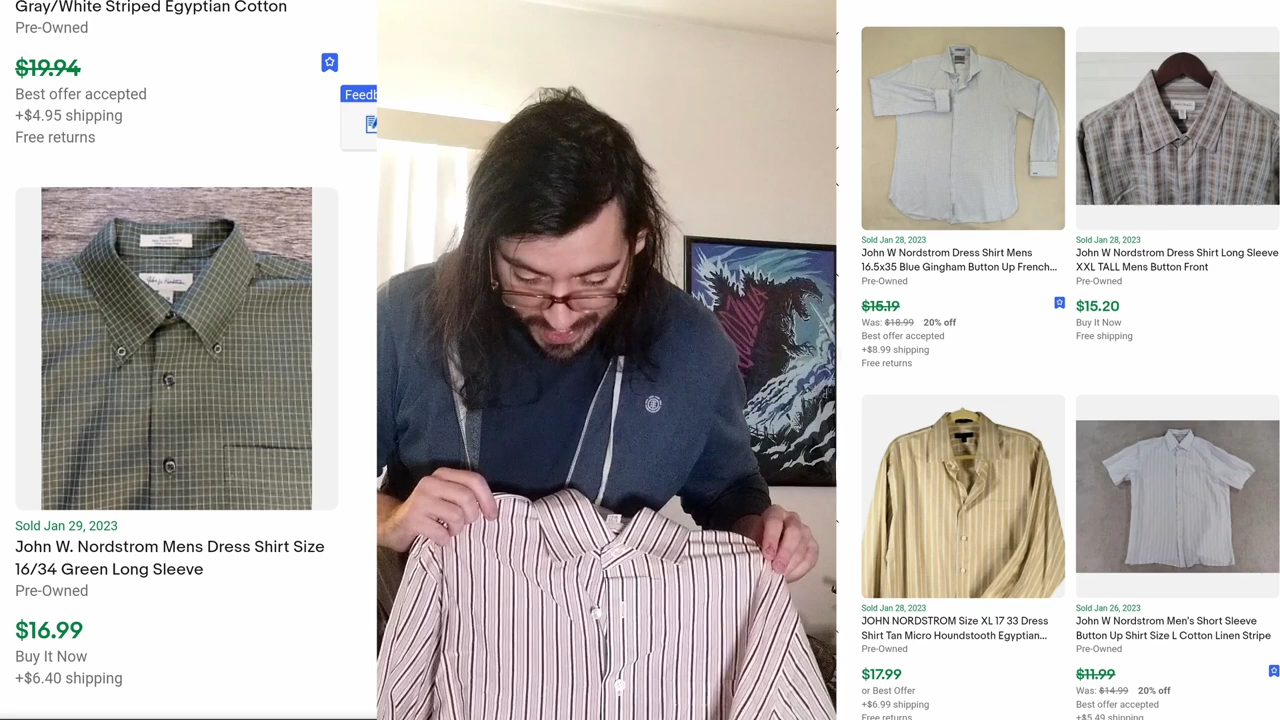 Gray/White Striped Egyptian Cotton
Pre-Owned
$19.94
Best offer accepted
+$4.95 shipping
Free returns
Feedb
Sold Jan 29, 2023
John W. Nordstrom Mens Dress Shirt Size
16/34 Green Long Sleeve
Pre-Owned
$16.99
Buy It Now
+$6.40 shipping
Sold Jan 28, 2023
John W Nordstrom Dress Shirt Mens
16.5x35 Blue Gingham Button Up French...
Pre-Owned
$15.19
Was: $18.99 20% off
Best offer accepted
+$8.99 shipping
Free returns
Sold Jan 28, 2023
John W Nordstrom Dress Shirt Long Sleeve
XXL TALL Mens Button Front
Pre-Owned
$15.20
Buy It Now
Free shipping
Sold Jan 28, 2023
JOHN NORDSTROM Size XL 17 33 Dress
Shirt Tan Micro Houndstooth Egyptian...
Pre-Owned
$17.99
or Best Offer
+$6.99 shipping
Free returns
Sold Jan 26, 2023
John W Nordstrom Men's Short Sleeve
Button Up Shirt Size L Cotton Linen Stripe
Pre-Owned
$11.99
Was: $14.99 20% off
Best offer accepted
+$5.49 shipping